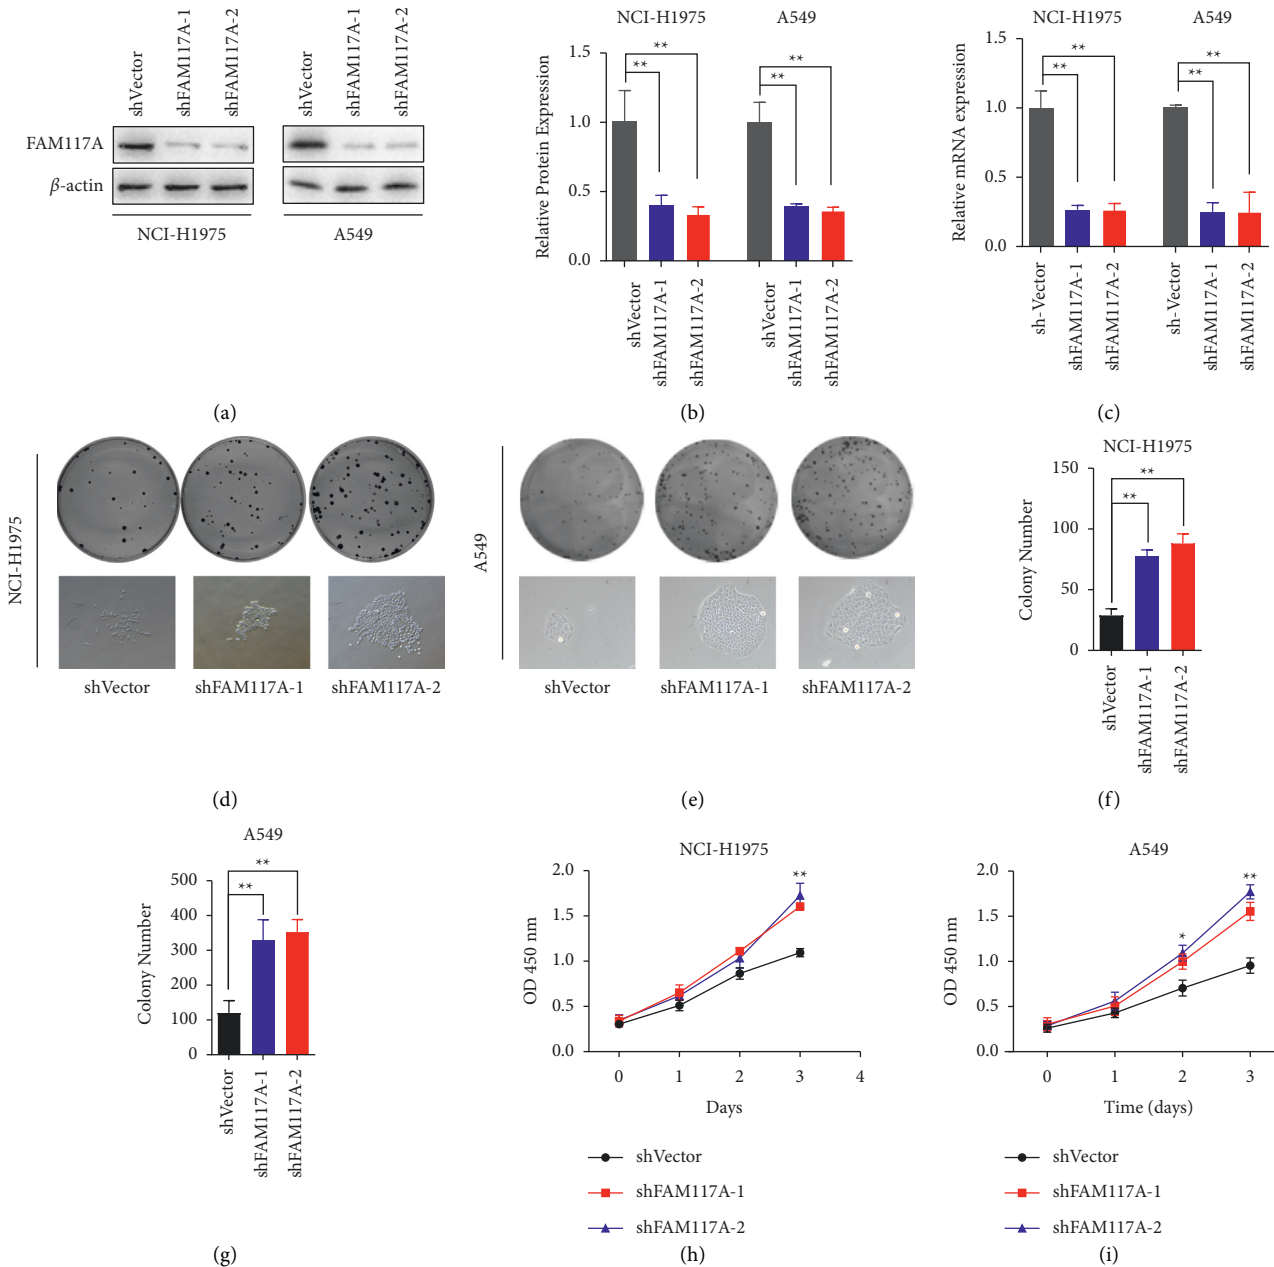 shVector
shFAM117A-1
shFAM117A-2
shVector
shFAM117A-1
shFAM117A-2
FAM117A
β-actin
NCI-H1975
A549
(a)
NCI-H1975
A549
Relative Protein Expression
1.5
1.0
0.5
0.0
**
**
**
**
shVector
shFAM117A-1
shFAM117A-2
shVector
shFAM117A-1
shFAM117A-2
(b)
NCI-H1975
A549
Relative mRNA expression
1.5
1.0
0.5
0.0
**
**
**
**
sh-Vector
shFAM117A-1
shFAM117A-2
sh-Vector
shFAM117A-1
shFAM117A-2
(c)
NCI-H1975
shVector
shFAM117A-1
shFAM117A-2
(d)
A549
shVector
shFAM117A-1
shFAM117A-2
(e)
NCI-H1975
Colony Number
150
100
50
0
**
**
shVector
shFAM117A-1
shFAM117A-2
(f)
A549
Colony Number
500
400
300
200
100
0
**
**
shVector
shFAM117A-1
shFAM117A-2
(g)
NCI-H1975
OD 450 nm
2.0
1.5
1.0
0.5
0.0
**
0 1 2 3 4
Days
shVector
shFAM117A-1
shFAM117A-2
(h)
A549
OD 450 nm
2.0
1.5
1.0
0.5
0.0
*
**
0 1 2 3
Time (days)
shVector
shFAM117A-1
shFAM117A-2
(i)